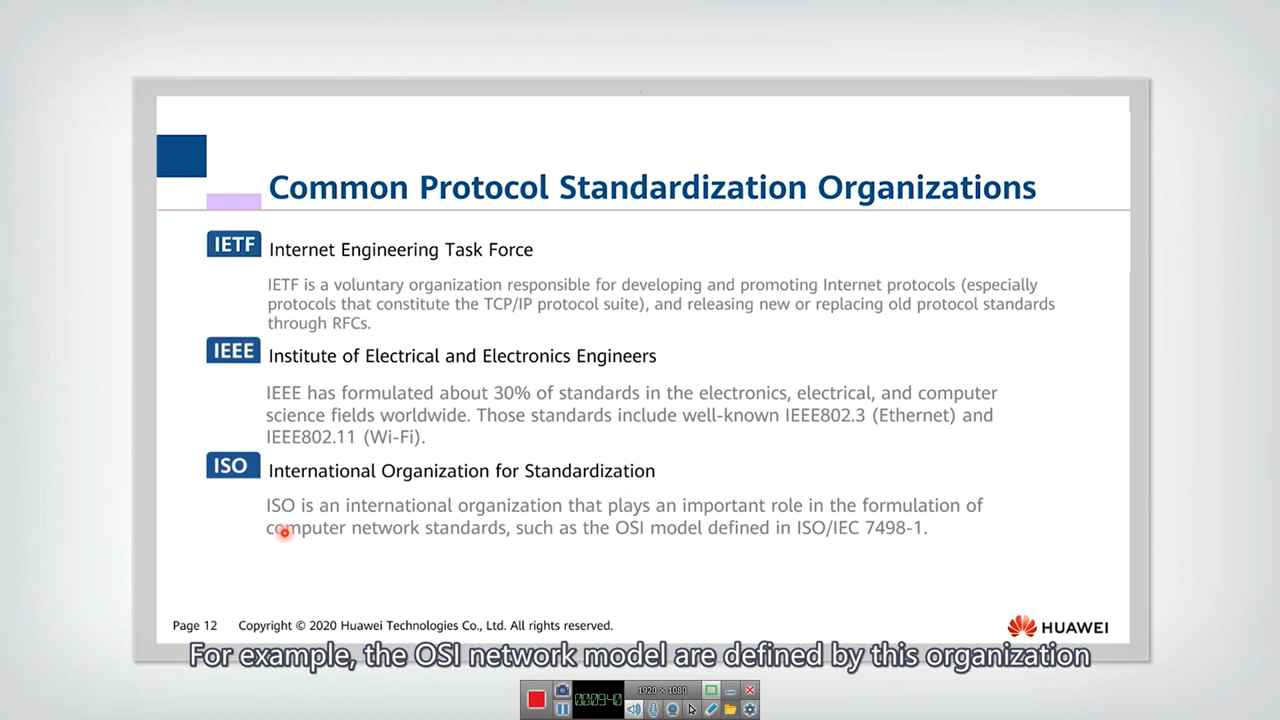 Common Protocol Standardization Organizations
IETF Internet Engineering Task Force
IETF is a voluntary organization responsible for developing and promoting Internet protocols (especially
protocols that constitute the TCP/IP protocol suite), and releasing new or replacing old protocol standards
through RFCs.
IEEE Institute of Electrical and Electronics Engineers
IEEE has formulated about 30% of standards in the electronics, electrical, and computer
science fields worldwide. Those standards include well-known IEEE802.3 (Ethernet) and
IEEE802.11 (Wi-Fi).
ISO International Organization for Standardization
ISO is an international organization that plays an important role in the formulation of
computer network standards, such as the OSI model defined in ISO/IEC 7498-1.
Page 12 Copyright © 2020 Huawei Technologies Co., Ltd. All rights reserved.
HUAWEI
For example, the OSI network model are defined by this organization
1920 × 1080